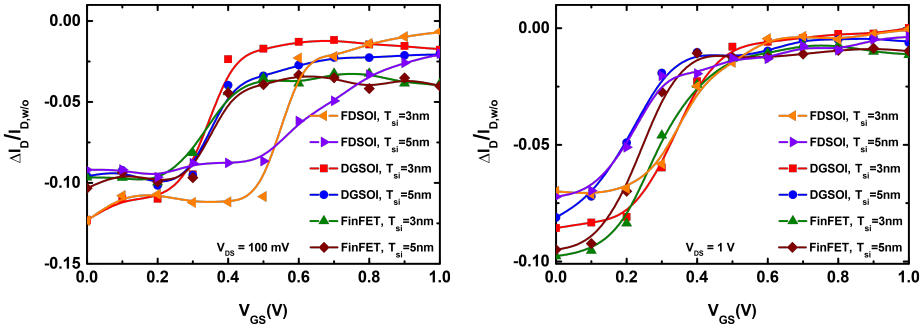 0.00
-0.05
-0.10
-0.15
ΔI_D/I_D,w/o
FDSOI, T_si=3nm
FDSOI, T_si=5nm
DGSOI, T_si=3nm
DGSOI, T_si=5nm
FinFET, T_si=3nm
FinFET, T_si=5nm
V_DS = 100 mV
0.0 0.2 0.4 0.6 0.8 1.0
V_GS(V)
0.00
-0.05
-0.10
ΔI_D/I_D,w/o
FDSOI, T_si=3nm
FDSOI, T_si=5nm
DGSOI, T_si=3nm
DGSOI, T_si=5nm
FinFET, T_si=3nm
FinFET, T_si=5nm
V_DS = 1 V
0.0 0.2 0.4 0.6 0.8 1.0
V_GS(V)